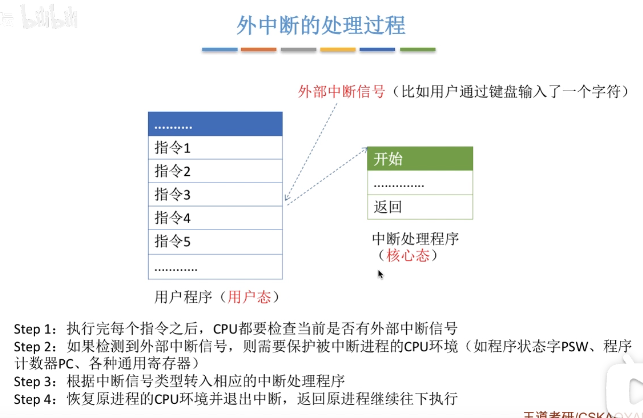 bilibili
外中断的处理过程
外部中断信号（比如用户通过键盘输入了一个字符）
..........
指令1
指令2
指令3
指令4
指令5
............
用户程序（用户态）
开始
..............
返回
中断处理程序
（核心态）
Step 1：执行完每个指令之后，CPU都要检查当前是否有外部中断信号
Step 2：如果检测到外部中断信号，则需要保护被中断进程的CPU环境（如程序状态字PSW、程序
计数器PC、各种通用寄存器）
Step 3：根据中断信号类型转入相应的中断处理程序
Step 4：恢复原进程的CPU环境并退出中断，返回原进程继续往下执行
王道考研/CSKAOYAN